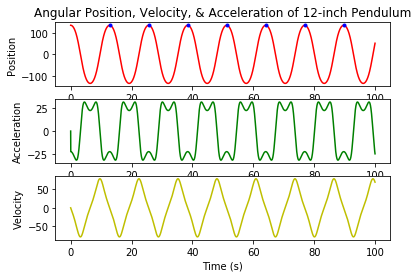 Angular Position, Velocity, & Acceleration of 12-inch Pendulum
Position
100
0
−100
0 20 40 60 80 100
Acceleration
25
0
−25
0 20 40 60 80 100
Velocity
50
0
−50
0 20 40 60 80 100
Time (s)